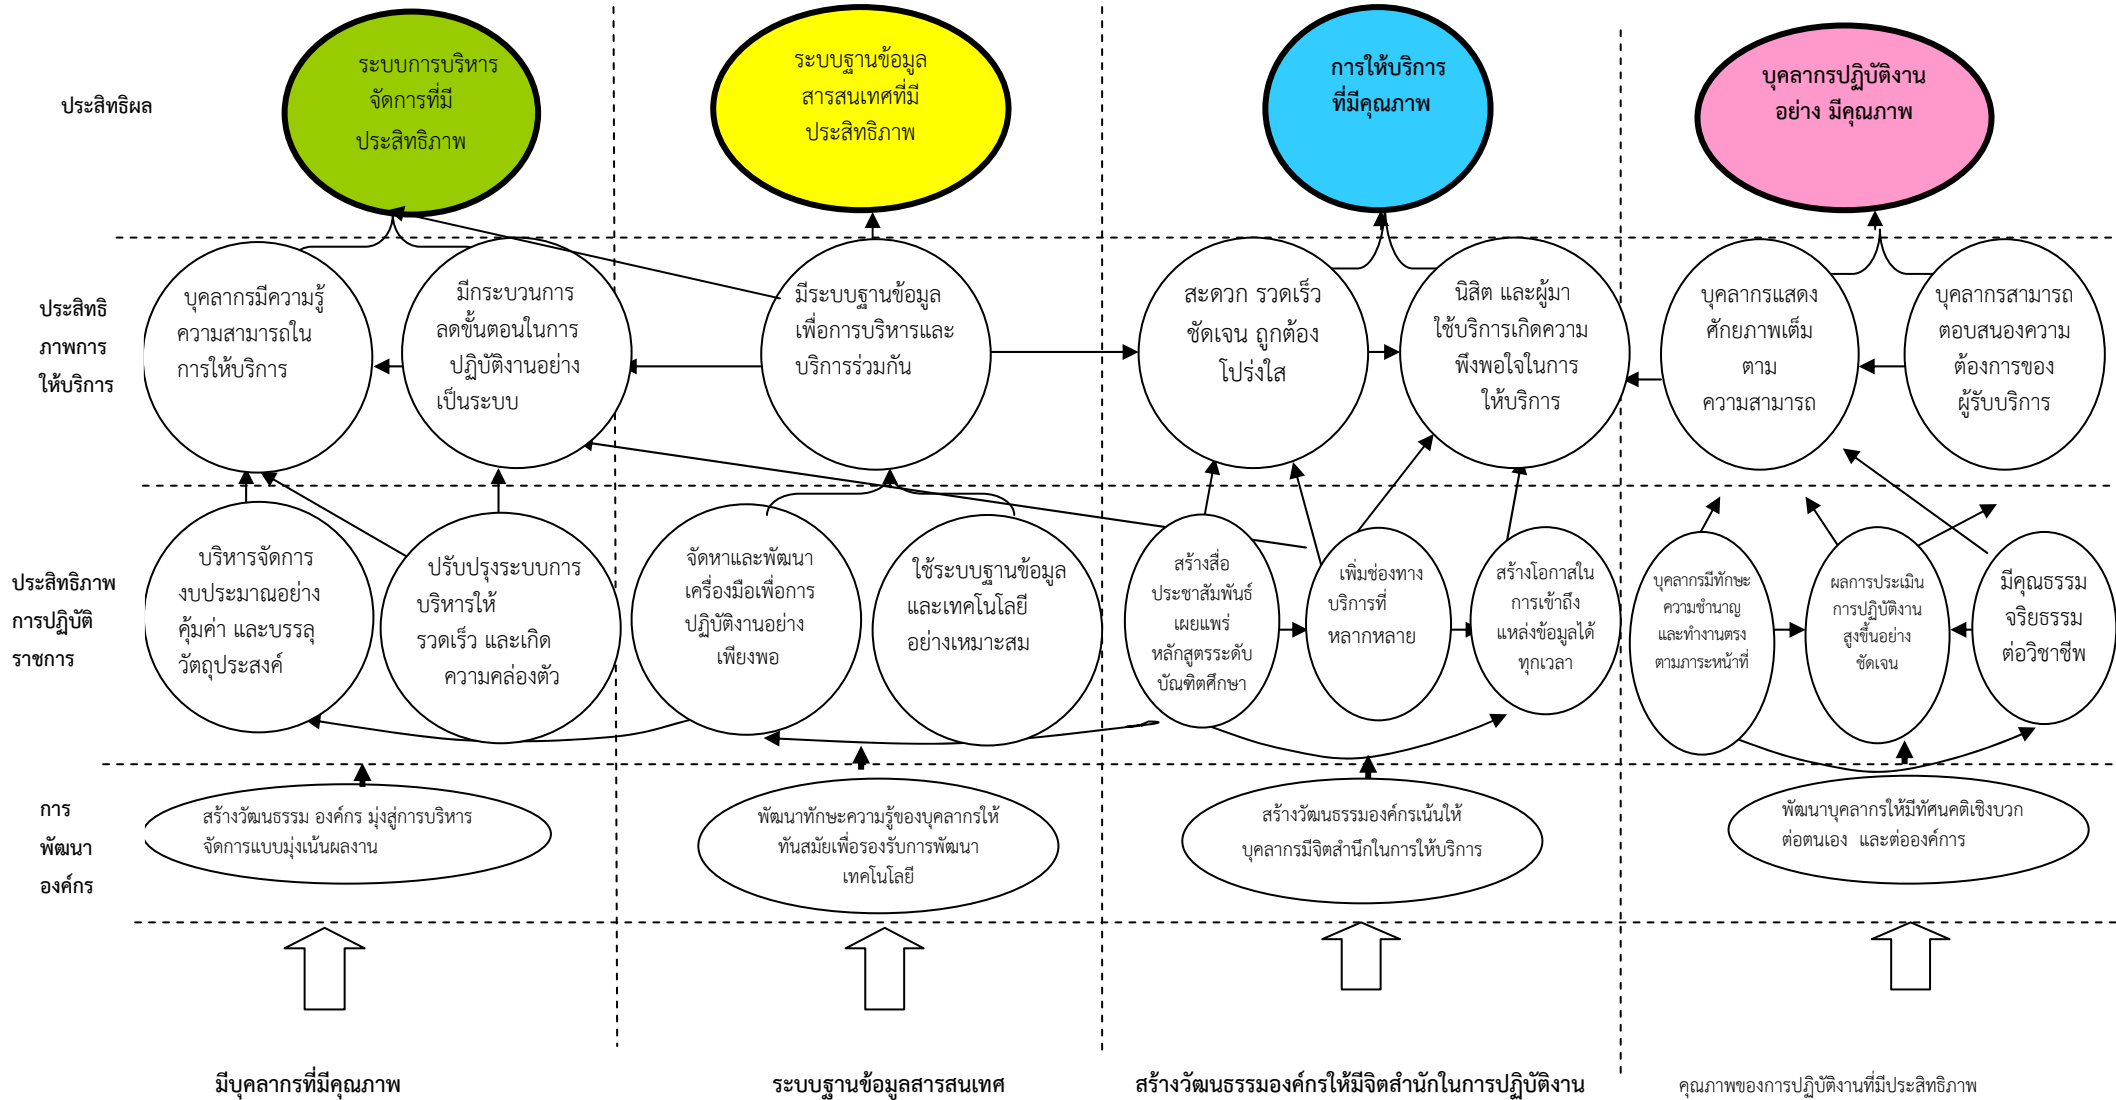 ประสิทธิผล
ระบบการบริหาร
จัดการที่มี
ประสิทธิภาพ
ระบบฐานข้อมูล
สารสนเทศที่มี
ประสิทธิภาพ
การให้บริการ
ที่มีคุณภาพ
บุคลากรปฏิบัติงาน
อย่าง มีคุณภาพ
ประสิทธิ
ภาพการ
ให้บริการ
บุคลากรมีความรู้
ความสามารถใน
การให้บริการ
มีกระบวนการ
ลดขั้นตอนในการ
ปฏิบัติงานอย่าง
เป็นระบบ
มีระบบฐานข้อมูล
เพื่อการบริหารและ
บริการร่วมกัน
สะดวก รวดเร็ว
ชัดเจน ถูกต้อง
โปร่งใส
นิสิต และผู้มา
ใช้บริการเกิดความ
พึงพอใจในการ
ให้บริการ
บุคลากรแสดง
ศักยภาพเต็ม
ตาม
ความสามารถ
บุคลากรสามารถ
ตอบสนองความ
ต้องการของ
ผู้รับบริการ
ประสิทธิภาพ
การปฏิบัติ
ราชการ
บริหารจัดการ
งบประมาณอย่าง
คุ้มค่า และบรรลุ
วัตถุประสงค์
ปรับปรุงระบบการ
บริหารให้
รวดเร็ว และเกิด
ความคล่องตัว
จัดหาและพัฒนา
เครื่องมือเพื่อการ
ปฏิบัติงานอย่าง
เพียงพอ
ใช้ระบบฐานข้อมูล
และเทคโนโลยี
อย่างเหมาะสม
สร้างสื่อ
ประชาสัมพันธ์
เผยแพร่
หลักสูตรระดับ
บัณฑิตศึกษา
เพิ่มช่องทาง
บริการที่
หลากหลาย
สร้างโอกาสใน
การเข้าถึง
แหล่งข้อมูลได้
ทุกเวลา
บุคลากรมีทักษะ
ความชำนาญ
และทำงานตรง
ตามภาระหน้าที่
ผลการประเมิน
การปฏิบัติงาน
สูงขึ้นอย่าง
ชัดเจน
มีคุณธรรม
จริยธรรม
ต่อวิชาชีพ
การ
พัฒนา
องค์กร
สร้างวัฒนธรรม องค์กร มุ่งสู่การบริหาร
จัดการแบบมุ่งเน้นผลงาน
พัฒนาทักษะความรู้ของบุคลากรให้
ทันสมัยเพื่อรองรับการพัฒนา
เทคโนโลยี
สร้างวัฒนธรรมองค์กรเน้นให้
บุคลากรมีจิตสำนึกในการให้บริการ
พัฒนาบุคลากรให้มีทัศนคติเชิงบวก
ต่อตนเอง และต่อองค์การ
มีบุคลากรที่มีคุณภาพ
ระบบฐานข้อมูลสารสนเทศ
สร้างวัฒนธรรมองค์กรให้มีจิตสำนักในการปฏิบัติงาน
คุณภาพของการปฏิบัติงานที่มีประสิทธิภาพ